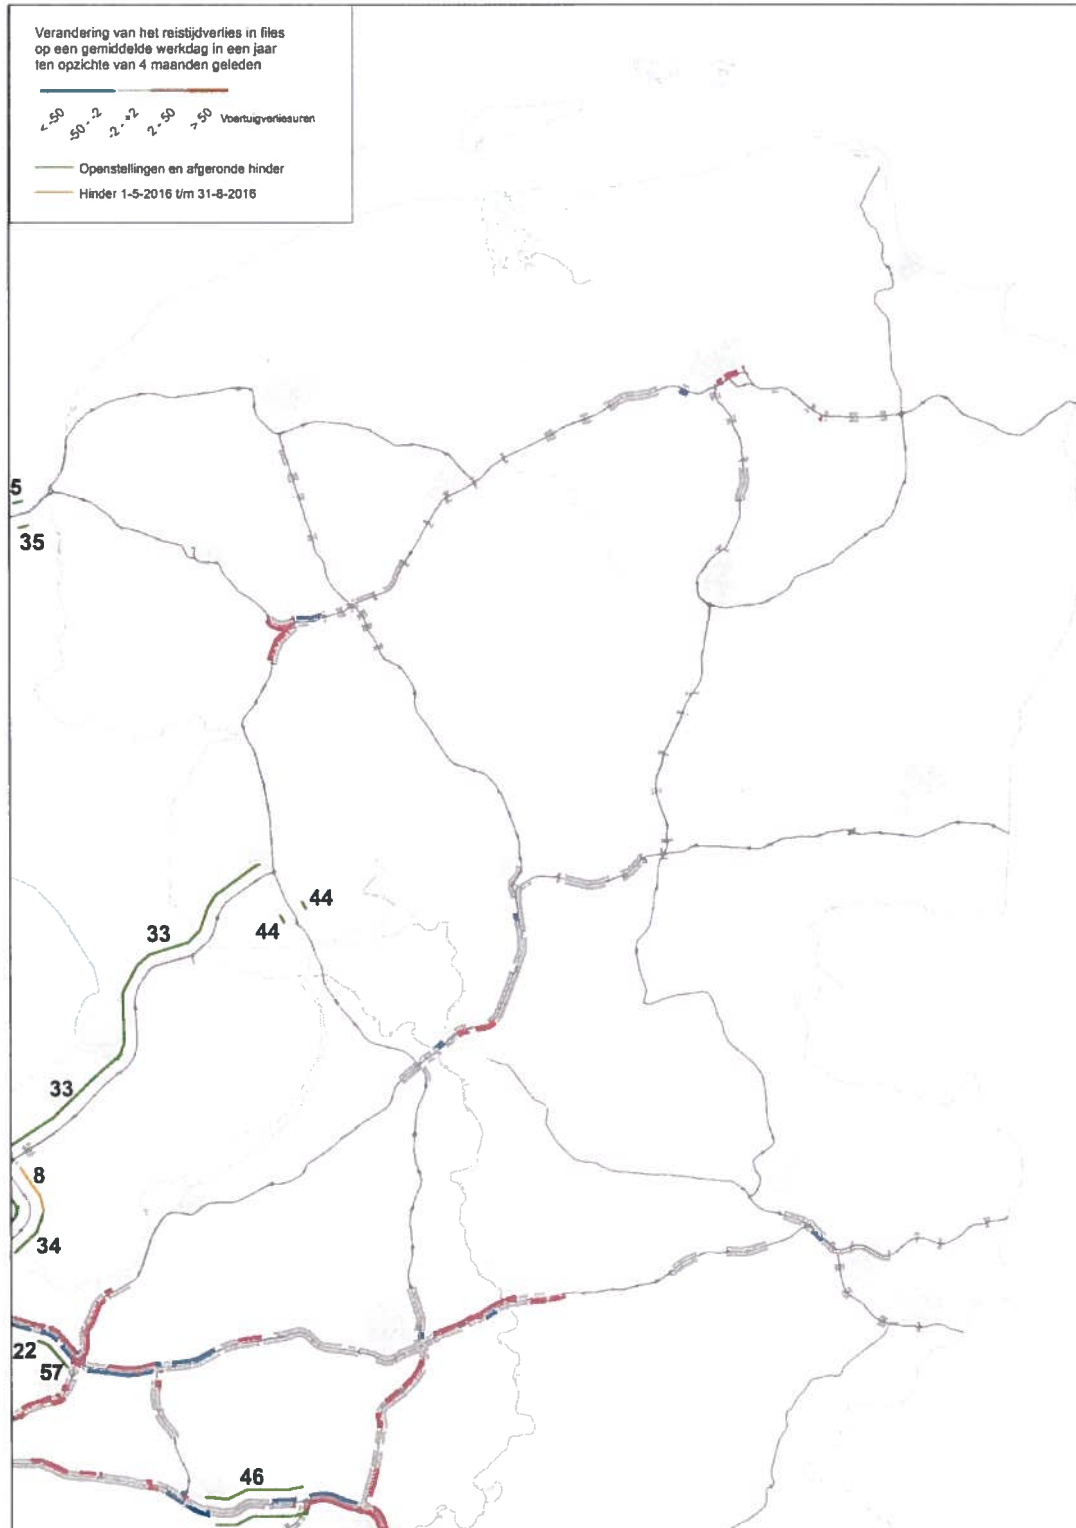 Verandering van het reistijdverlies in files
op een gemiddelde werkdag in een jaar
ten opzichte van 4 maanden geleden
< -50 -50 - -2 -2 - +2 2 - 50 > 50 Voertuigverliesuren
Openstellingen en afgeronde hinder
Hinder 1-5-2016 t/m 31-8-2016
5
35
44
44
33
33
8
34
22
57
46